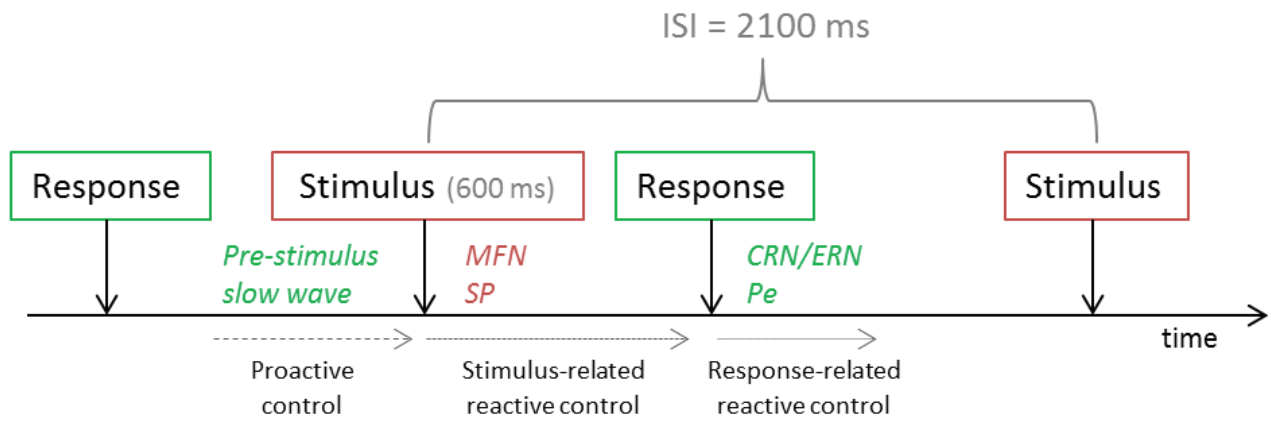 ISI = 2100 ms
Response
Stimulus (600 ms)
Response
Stimulus
Pre-stimulus
slow wave
MFN
SP
CRN/ERN
Pe
time
Proactive
control
Stimulus-related
reactive control
Response-related
reactive control